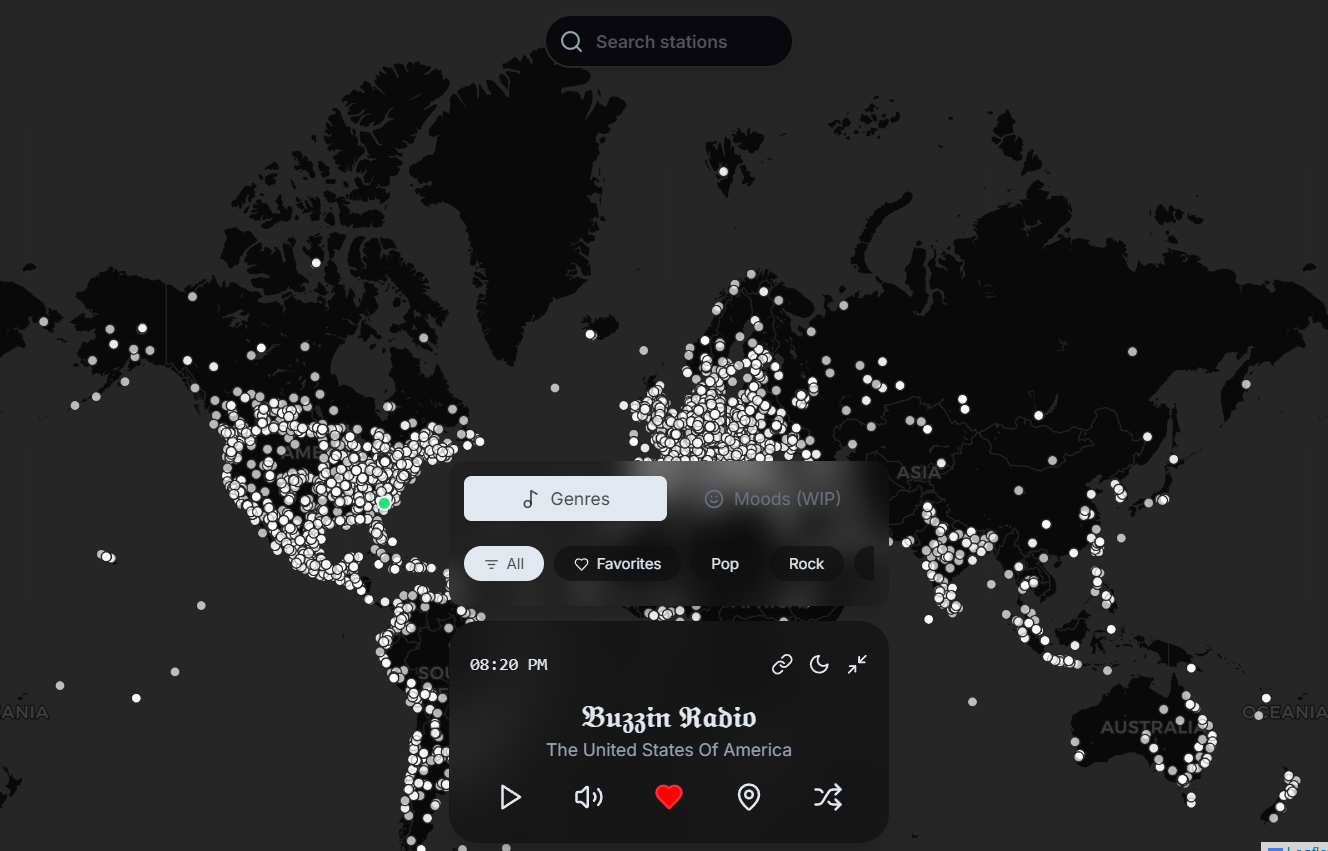 Search stations
AME
ASIA
Genres
Moods (WIP)
All
Favorites
Pop
Rock
08:20 PM
SOU
ANIA
AUSTRALIA
OCEANIA
Buzzin Radio
The United States Of America